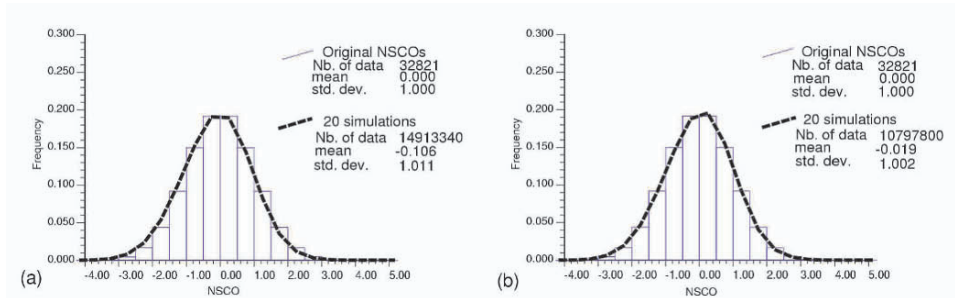 0.300
0.250
0.200
0.150
0.100
0.050
0.000
Frequency
-4.00 -3.00 -2.00 -1.00 0.00 1.00 2.00 3.00 4.00 5.00
NSCO
Original NSCOs
Nb. of data 32821
mean 0.000
std. dev. 1.000
20 simulations
Nb. of data 14913340
mean -0.106
std. dev. 1.011
(a)
0.300
0.250
0.200
0.150
0.100
0.050
0.000
Frequency
-4.00 -3.00 -2.00 -1.00 0.00 1.00 2.00 3.00 4.00 5.00
NSCO
Original NSCOs
Nb. of data 32821
mean 0.000
std. dev. 1.000
20 simulations
Nb. of data 10797800
mean -0.019
std. dev. 1.002
(b)